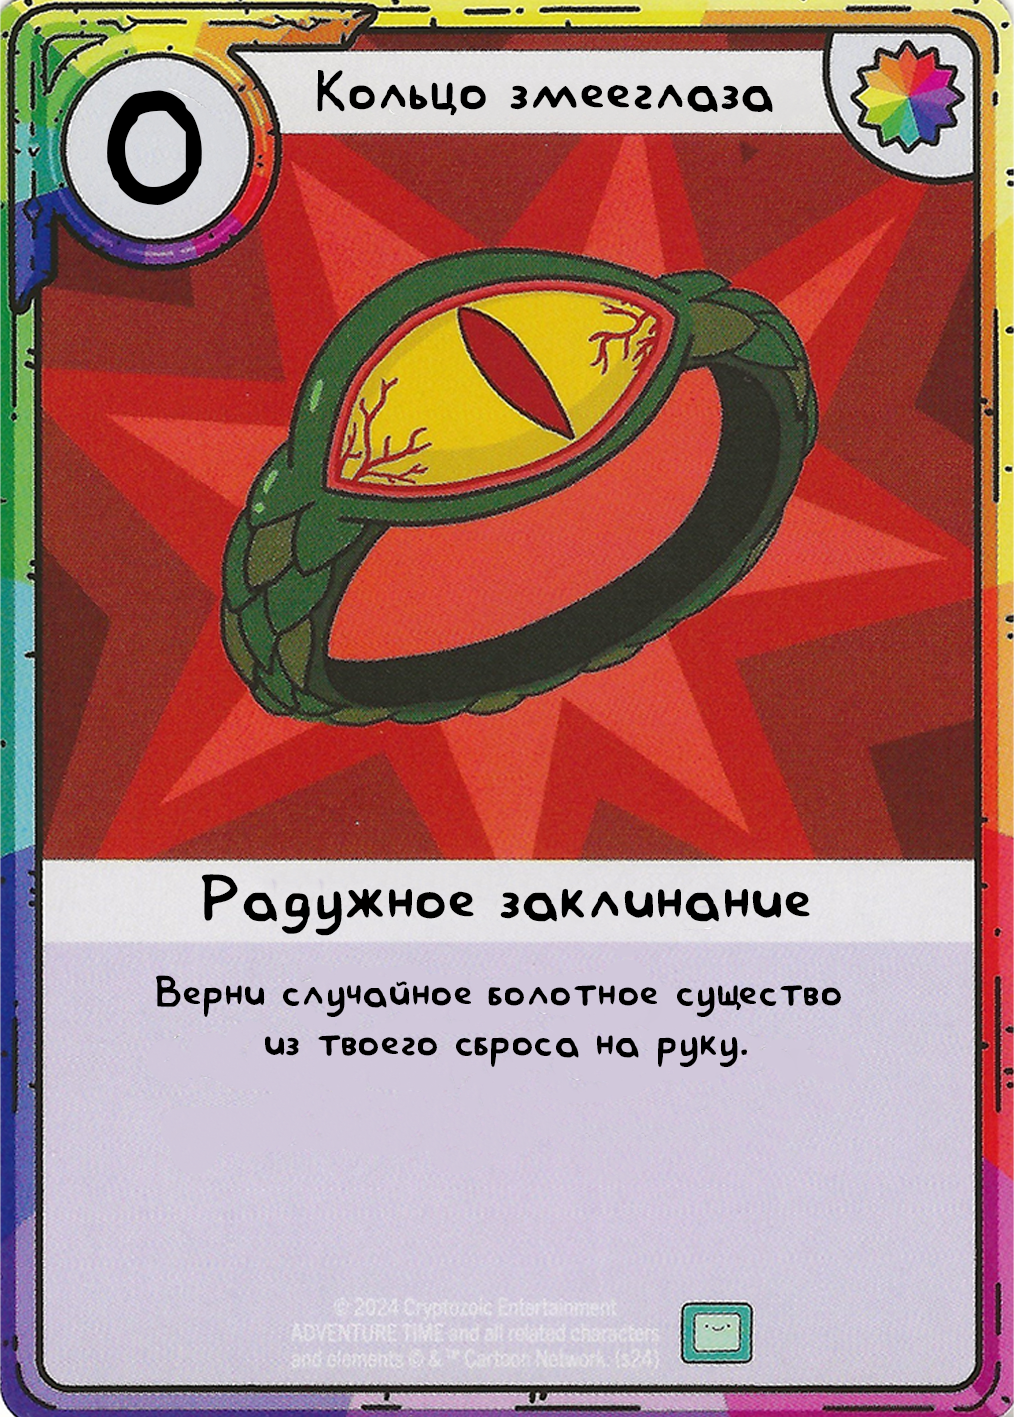 0
Кольцо змееглаза
Радужное заклинание
Верни случайное болотное существо
из твоего сброса на руку.
© 2024 Cryptozoic Entertainment
ADVENTURE TIME and all related characters
and elements © & ™ Cartoon Network. (s24)